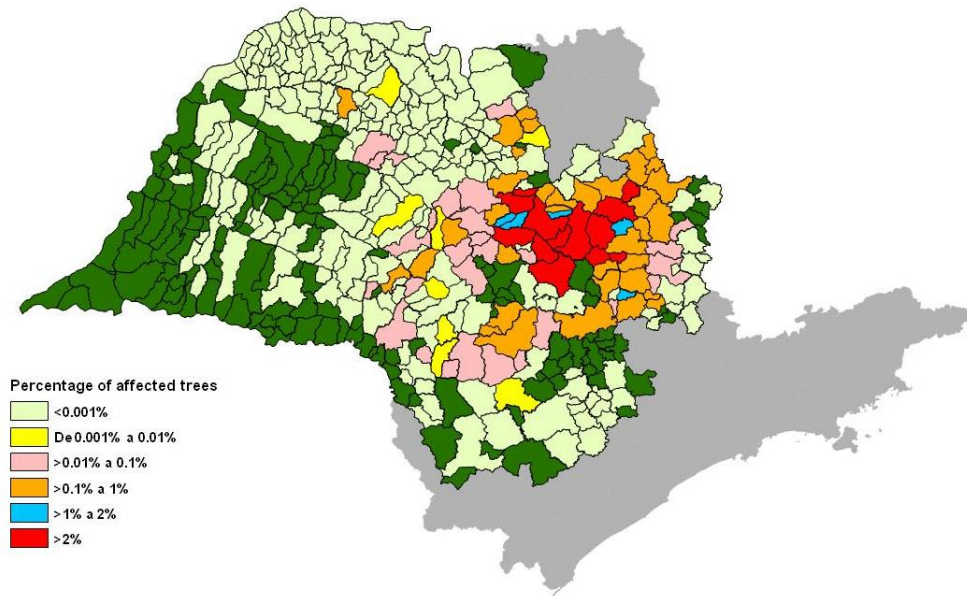 Percentage of affected trees
<0.001%
De 0.001% a 0.01%
>0.01% a 0.1%
>0.1% a 1%
>1% a 2%
>2%